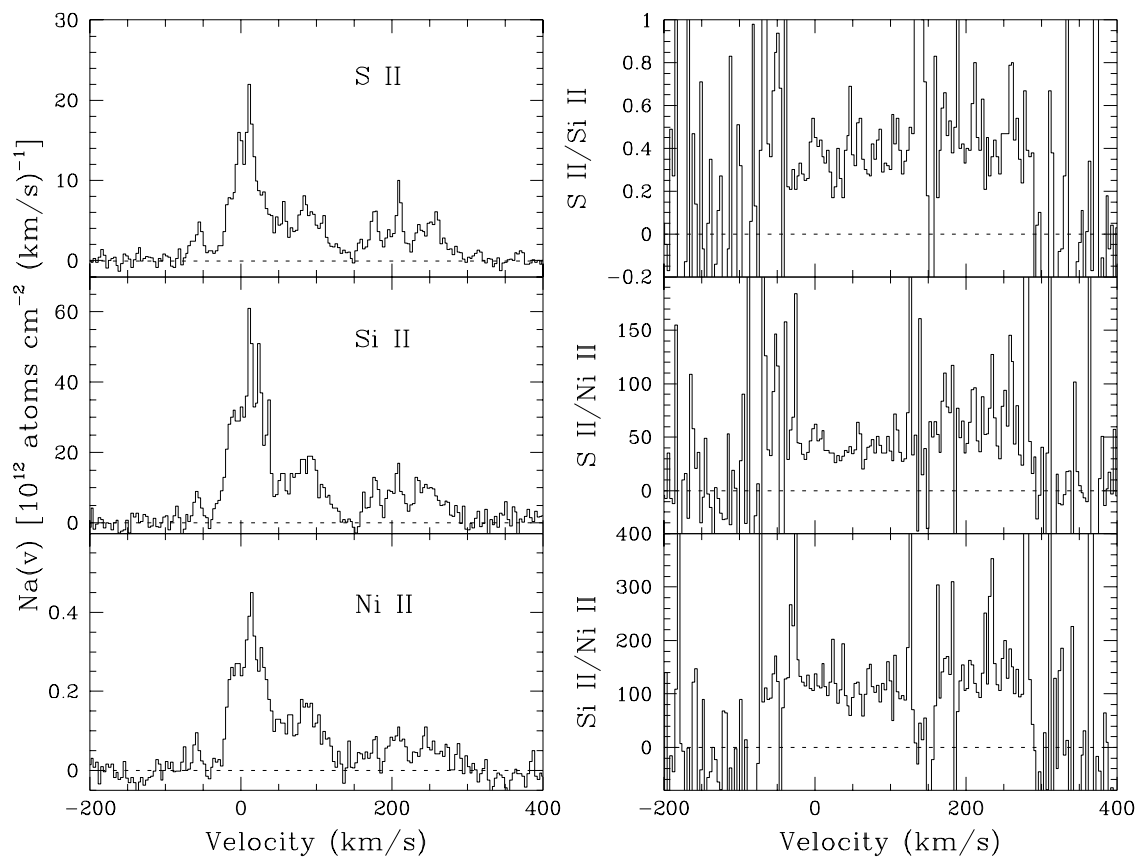 30
20
10
0
S II
60
40
20
0
Si II
0.4
0.2
0
Ni II
Na(v) [10¹² atoms cm⁻² (km/s)⁻¹]
−200 0 200 400
Velocity (km/s)
1
0.8
0.6
0.4
0.2
0
−0.2
S II/Si II
150
100
50
0
S II/Ni II
400
300
200
100
0
Si II/Ni II
−200 0 200 400
Velocity (km/s)